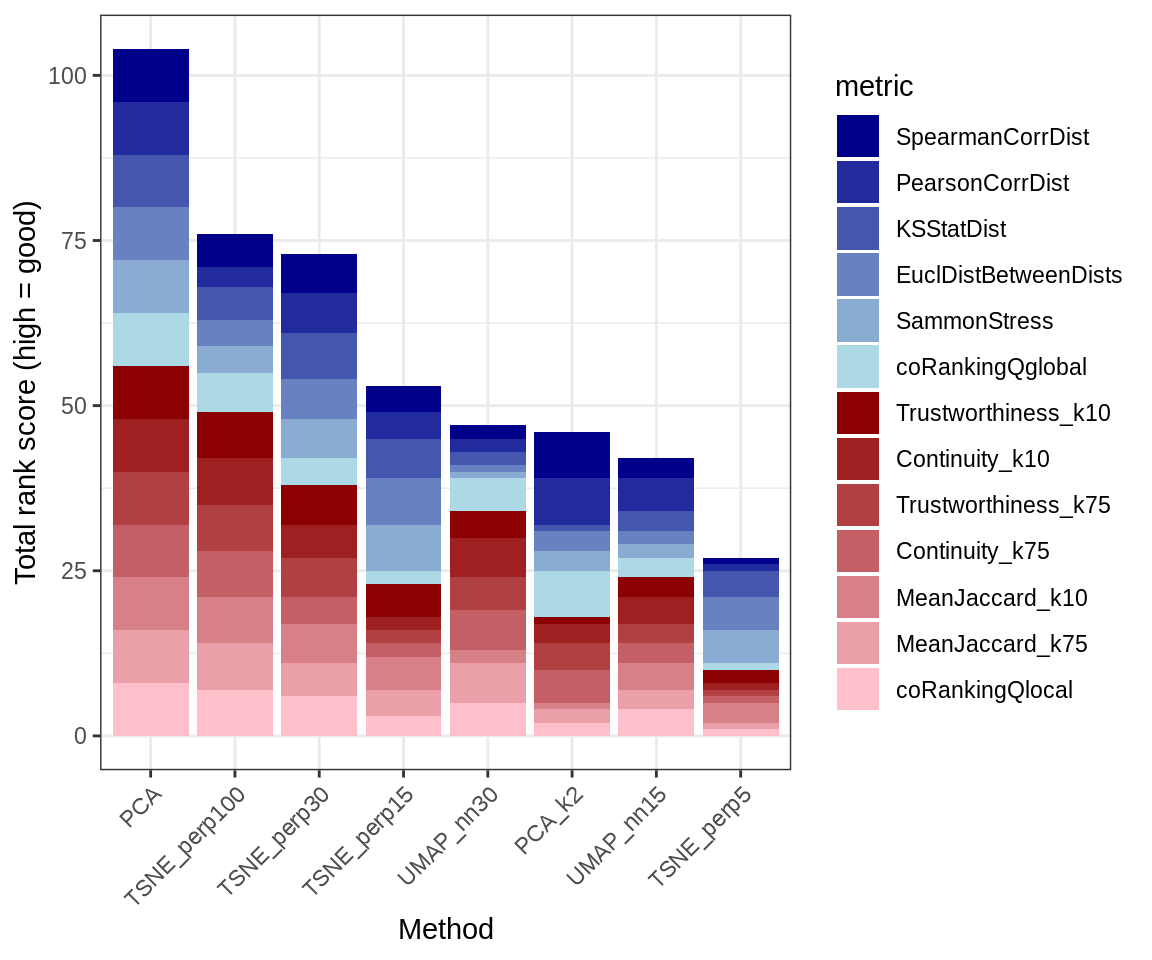 Total rank score (high = good)
100
75
50
25
0
PCA
TSNE_perp100
TSNE_perp30
TSNE_perp15
UMAP_nn30
PCA_k2
UMAP_nn15
TSNE_perp5
Method
metric
SpearmanCorrDist
PearsonCorrDist
KSStatDist
EuclDistBetweenDists
SammonStress
coRankingQglobal
Trustworthiness_k10
Continuity_k10
Trustworthiness_k75
Continuity_k75
MeanJaccard_k10
MeanJaccard_k75
coRankingQlocal